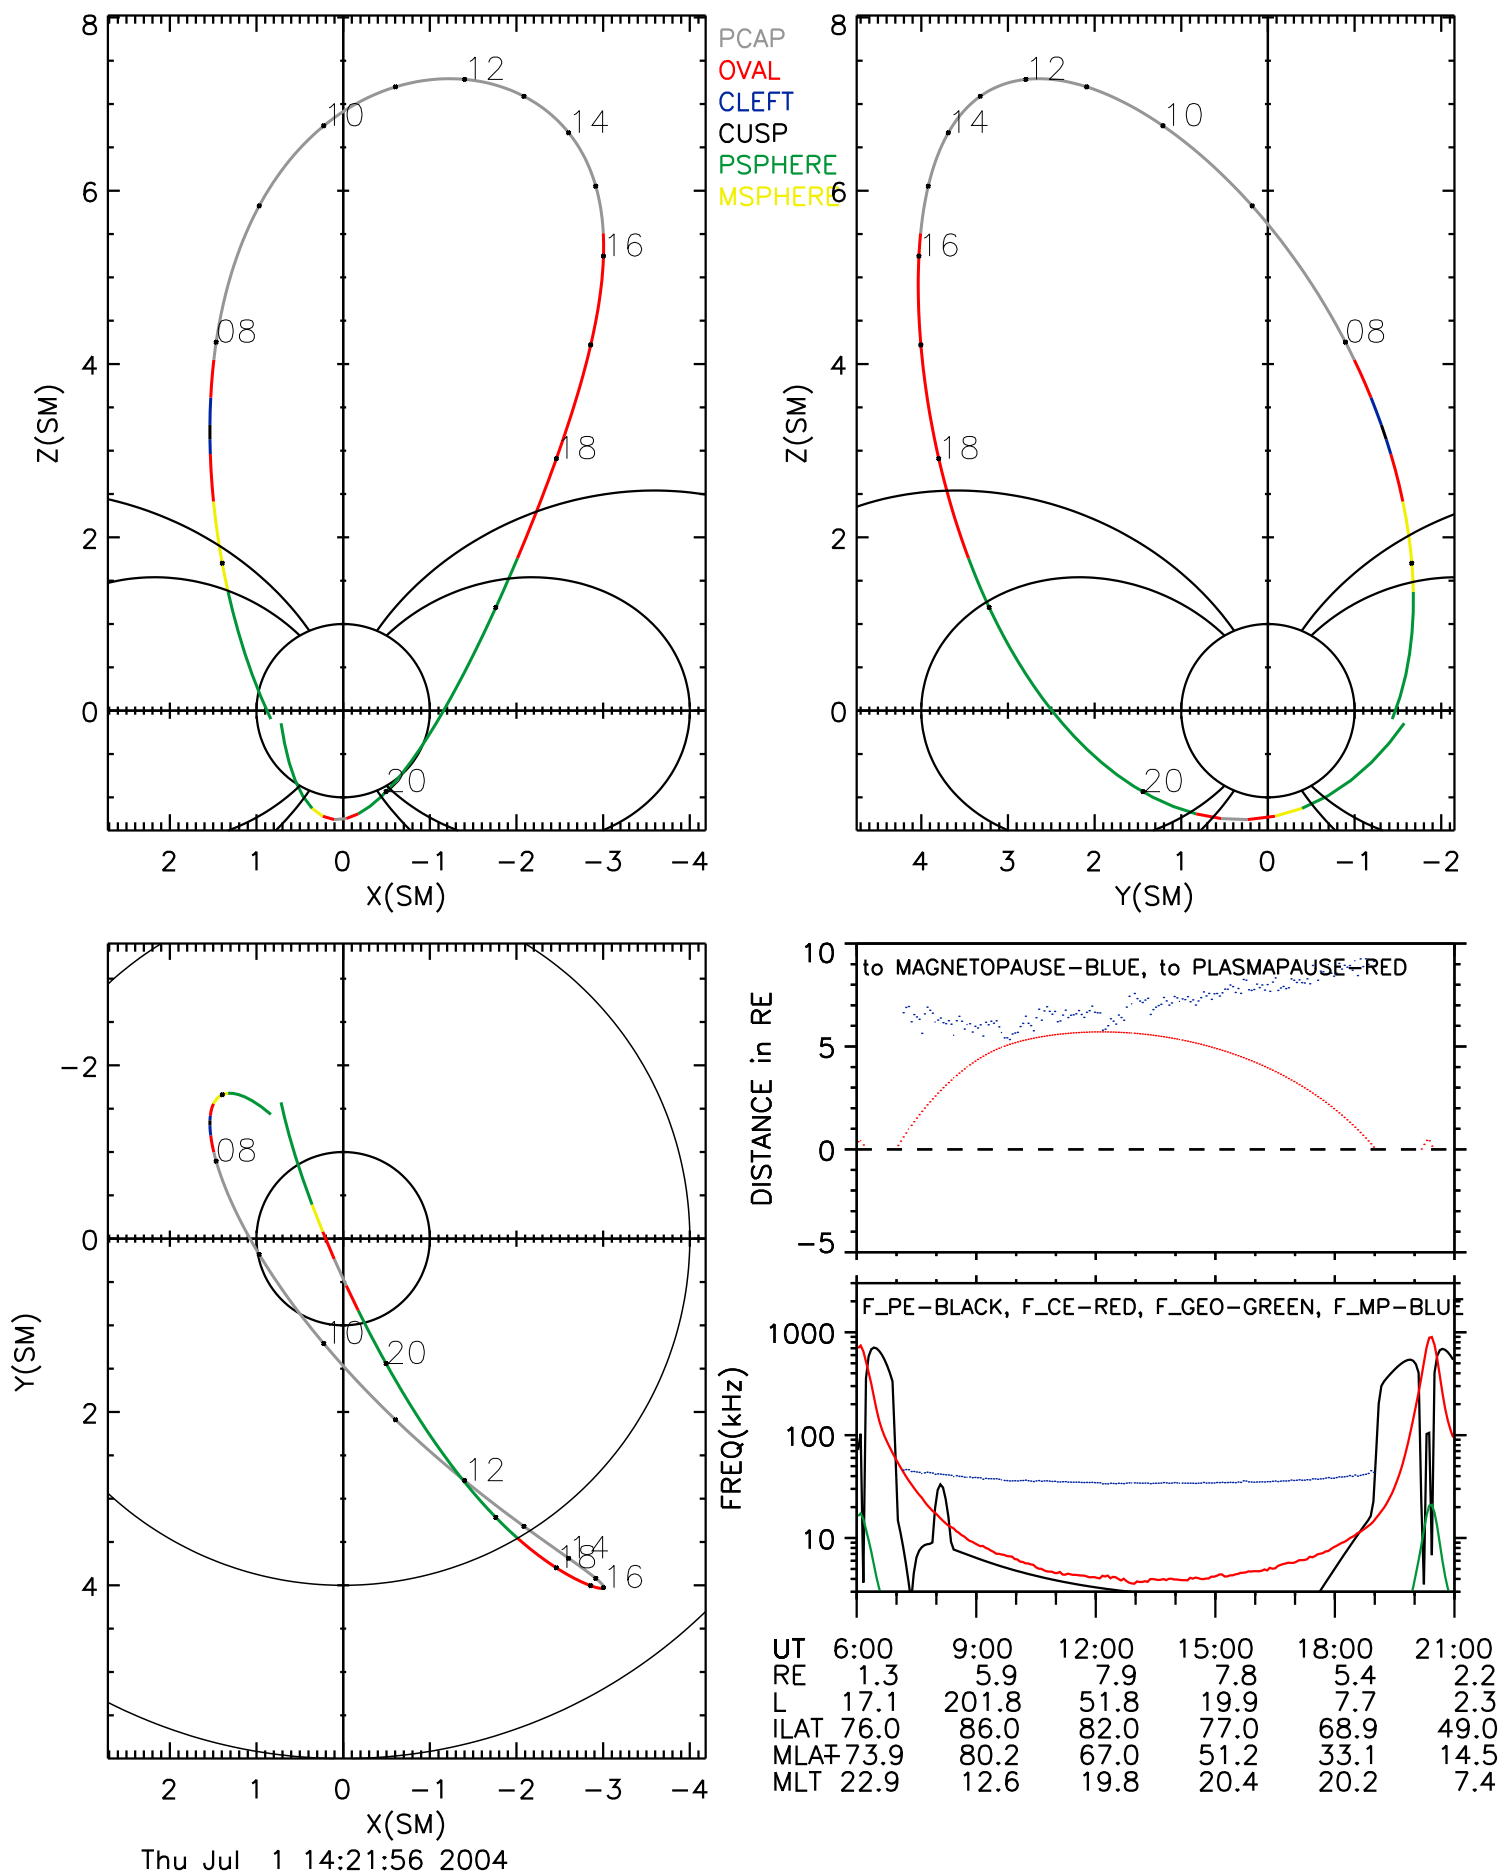 PCAP
OVAL
CLEFT
CUSP
PSPHERE
MSPHERE
8
6
4
2
0
Z(SM)
08
10
12
14
16
18
20
2 1 0 −1 −2 −3 −4
X(SM)
8
6
4
2
0
Z(SM)
12
10
14
08
16
18
20
4 3 2 1 0 −1 −2
Y(SM)
−2
0
2
4
Y(SM)
08
10
20
12
14
18
16
2 1 0 −1 −2 −3 −4
X(SM)
10
5
0
−5
DISTANCE in RE
to MAGNETOPAUSE−BLUE, to PLASMAPAUSE−RED
1000
100
10
FREQ(kHz)
F_PE−BLACK, F_CE−RED, F_GEO−GREEN, F_MP−BLUE
UT 6:00 9:00 12:00 15:00 18:00 21:00
RE 1.3 5.9 7.9 7.8 5.4 2.2
L 17.1 201.8 51.8 19.9 7.7 2.3
ILAT 76.0 86.0 82.0 77.0 68.9 49.0
MLAT −73.9 80.2 67.0 51.2 33.1 14.5
MLT 22.9 12.6 19.8 20.4 20.2 7.4
Thu Jul 1 14:21:56 2004